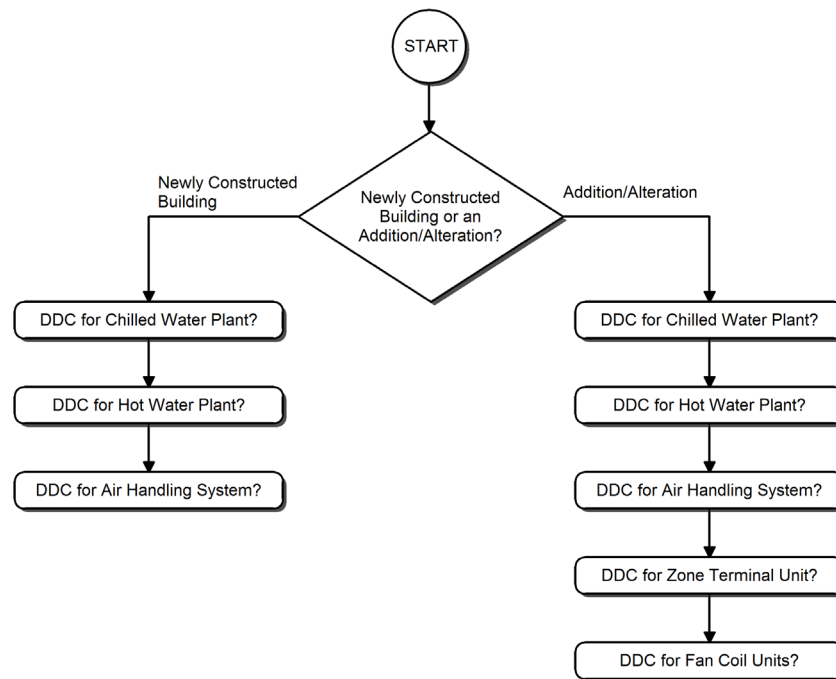 START
Newly Constructed
Building
Newly Constructed
Building or an
Addition/Alteration?
Addition/Alteration
DDC for Chilled Water Plant?
DDC for Hot Water Plant?
DDC for Air Handling System?
DDC for Chilled Water Plant?
DDC for Hot Water Plant?
DDC for Air Handling System?
DDC for Zone Terminal Unit?
DDC for Fan Coil Units?